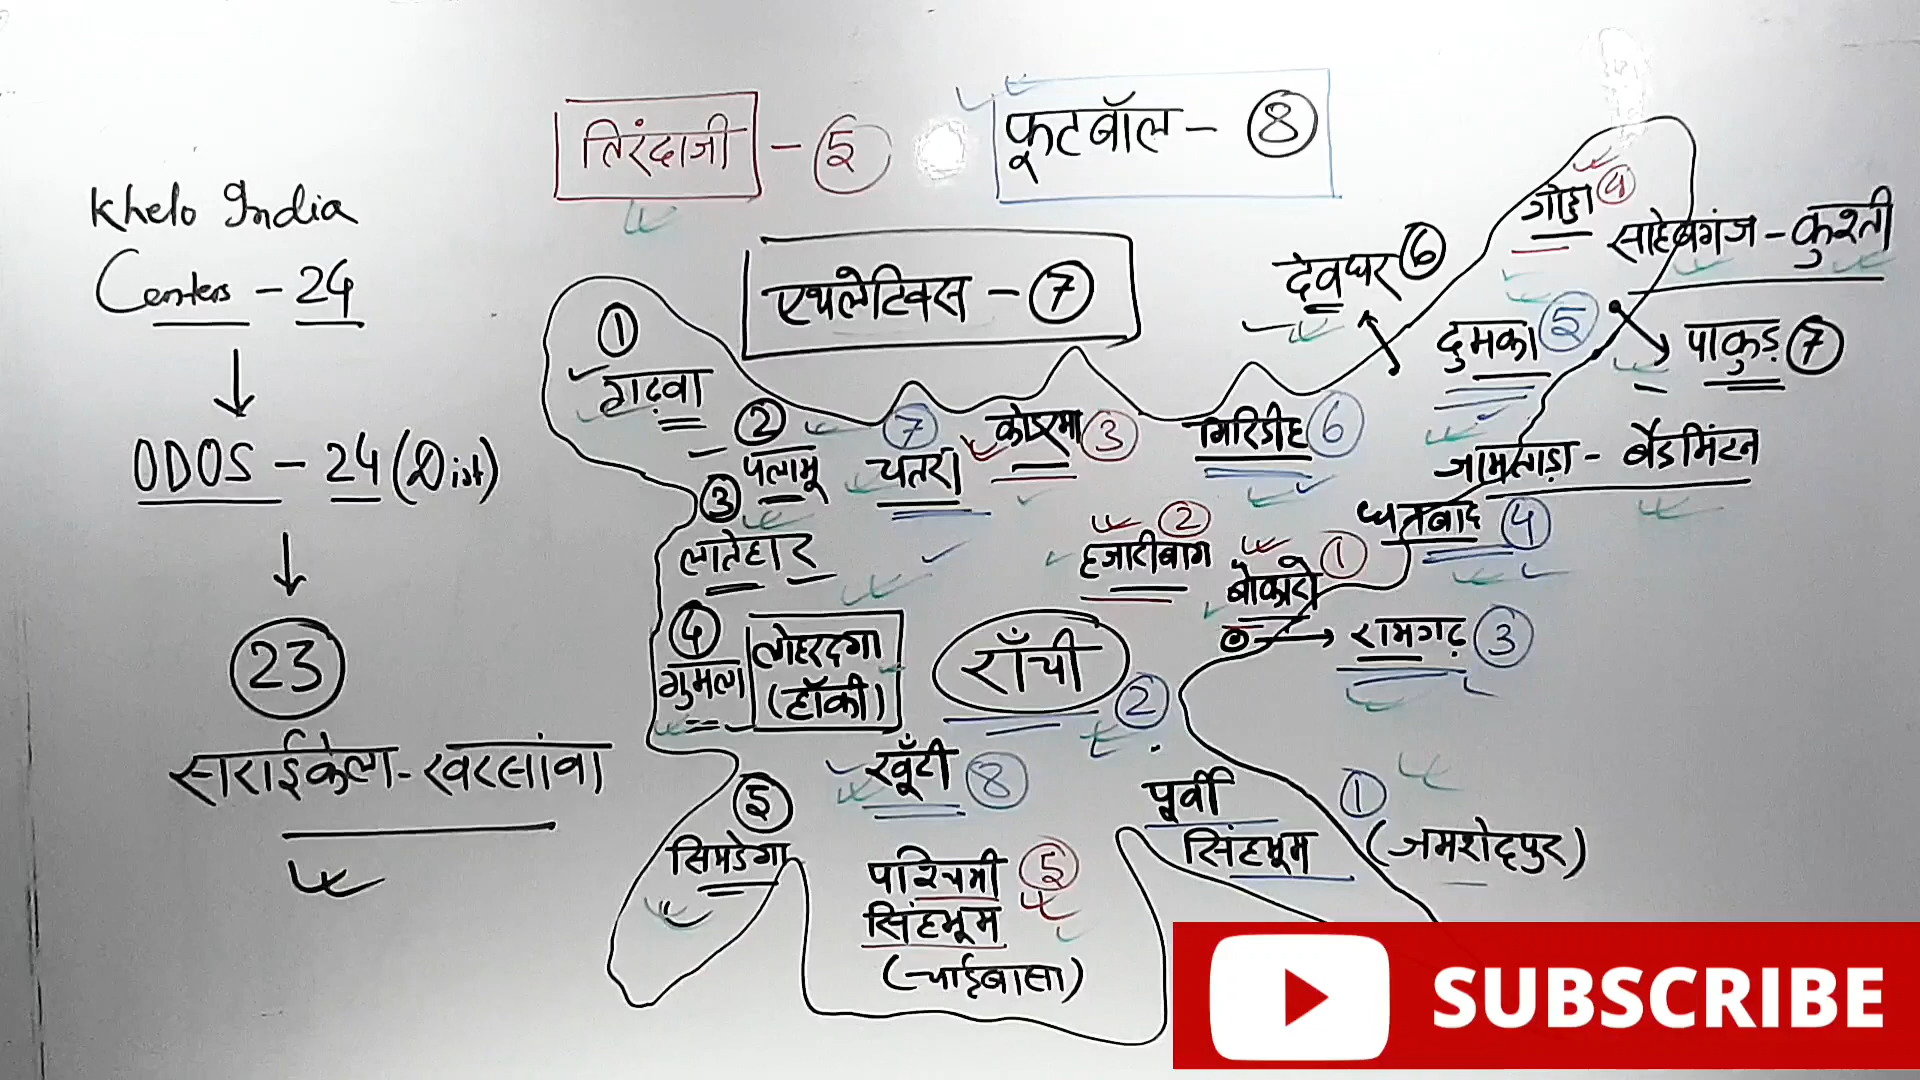 तिरंदाजी - ⑤
फूटबॉल - ⑧
Khelo India
Centers - 24
ODOS - 24 (Dist)
23
सराईकेला - खरसांवा
एथलेटिक्स - ⑦
① गढ़वा
② पलामू
③ लातेहार
④ गुमला
लोहरदगा
(हॉकी)
⑤ सिमडेगा
⑦ चतरा
कोडरमा ③
गिरिडीह ⑥
देवघर ⑥
गोड्डा ④
साहेबगंज - कुश्ती
दुमका ⑤
पाकुड़ ⑦
जामताड़ा - बैडमिंटन
धनबाद ④
हजारीबाग ②
बोकारो ①
रामगढ़ ③
राँची ②
खूँटी ⑧
पूर्वी
सिंहभूम ① (जमशेदपुर)
पश्चिमी ⑤
सिंहभूम
(चाईबासा)
SUBSCRIBE